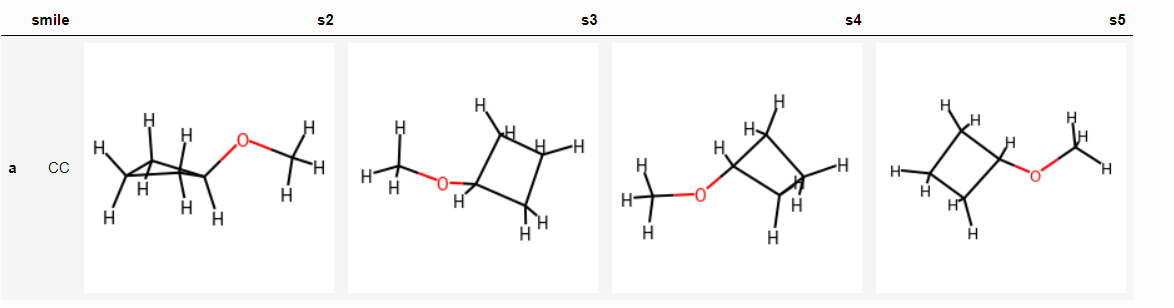 smile s2 s3 s4 s5
a CC
H H H O H H H H H H H
H H H H H H O H H H H
H H H H H H O H H H H
H H H H H H H O H H H